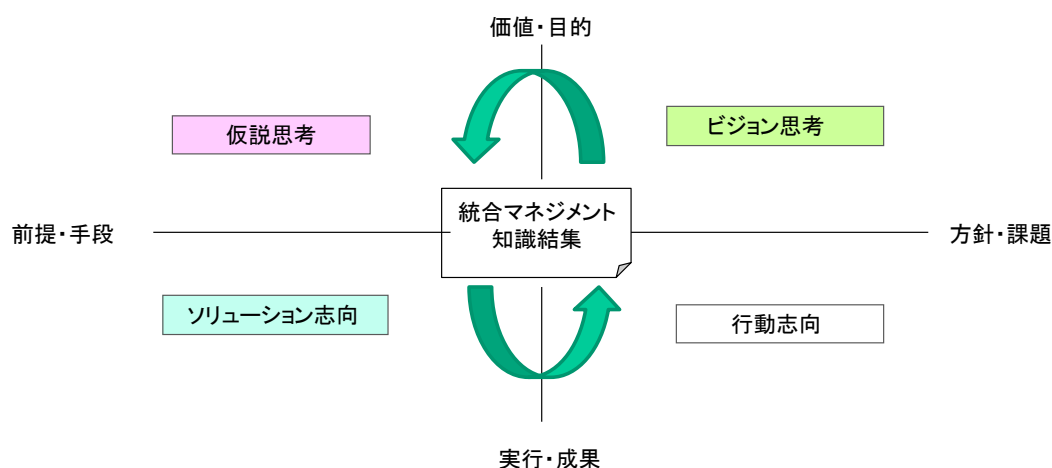 価値・目的
仮説思考
ビジョン思考
統合マネジメント
知識結集
前提・手段
方針・課題
ソリューション志向
行動志向
実行・成果